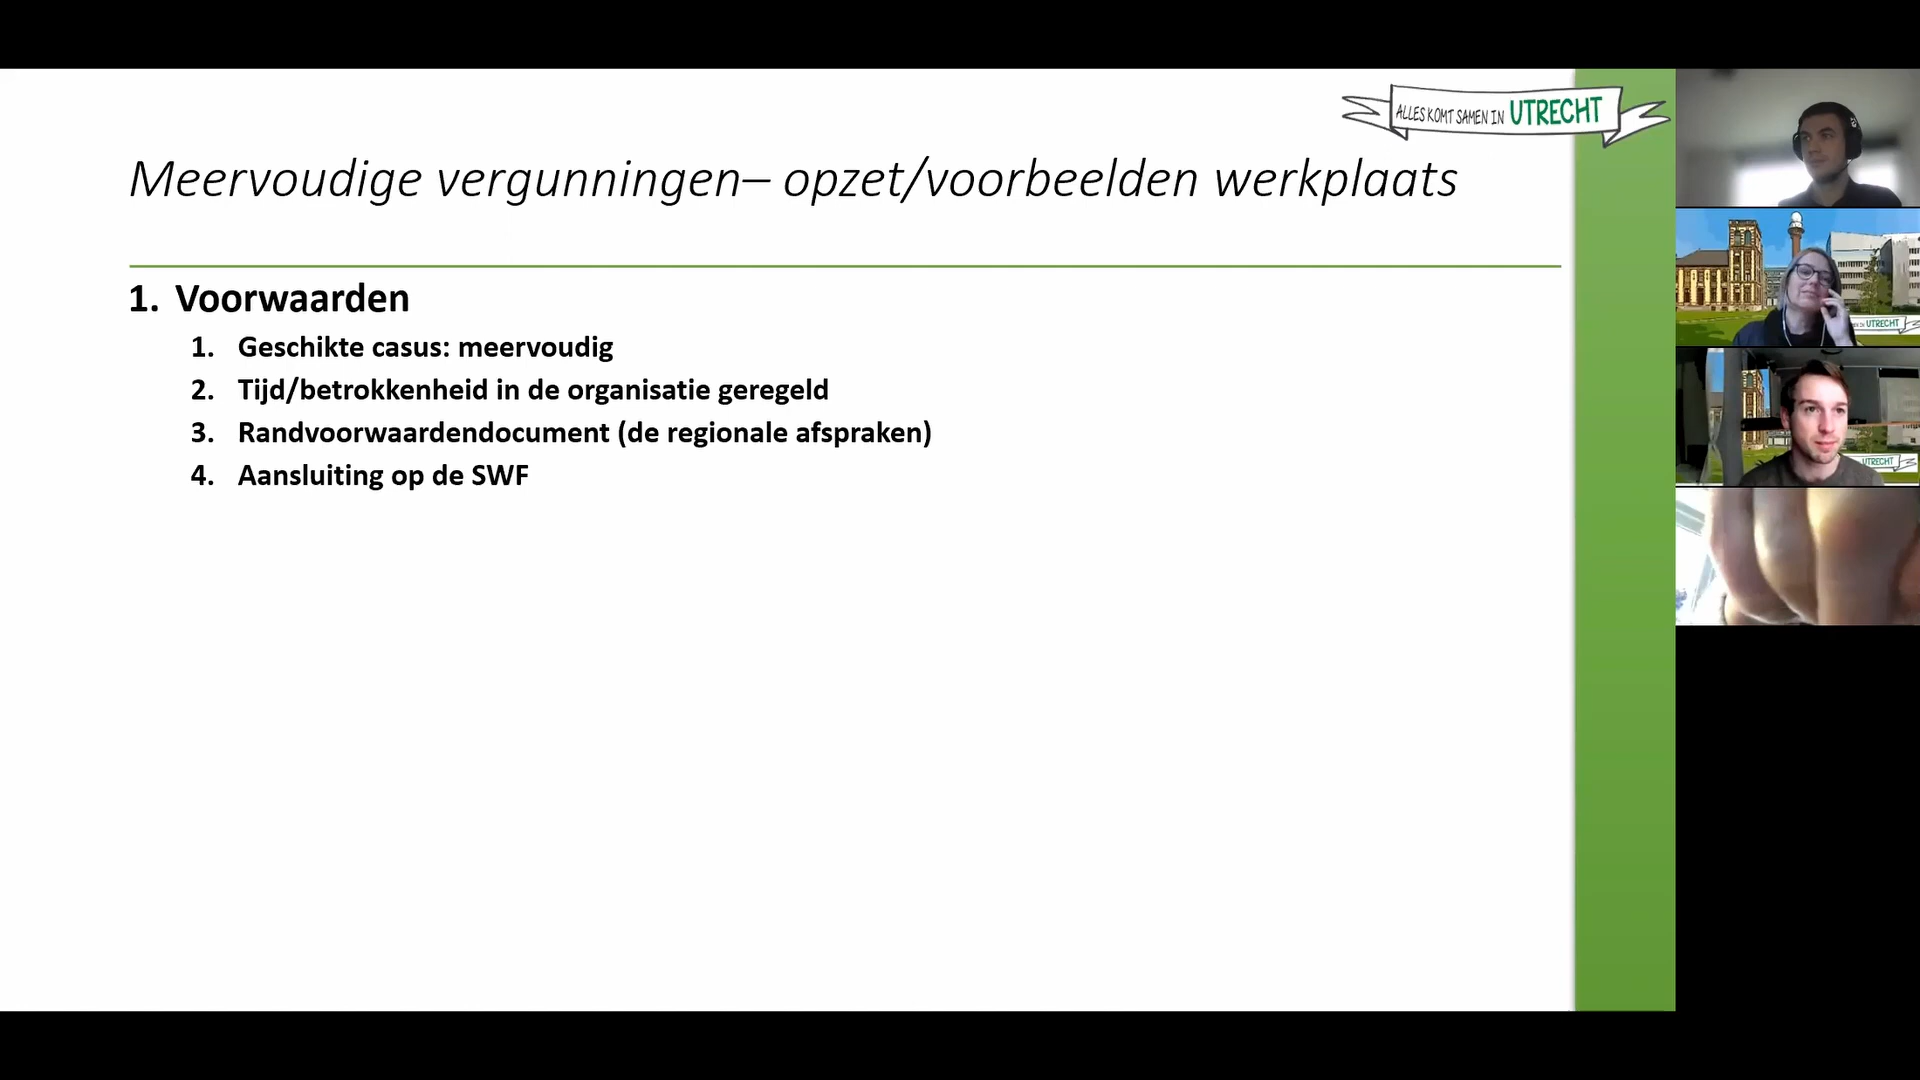 ALLES KOMT SAMEN IN UTRECHT
Meervoudige vergunningen– opzet/voorbeelden werkplaats
1. Voorwaarden
1. Geschikte casus: meervoudig
2. Tijd/betrokkenheid in de organisatie geregeld
3. Randvoorwaardendocument (de regionale afspraken)
4. Aansluiting op de SWF
UTRECHT
UTRECHT